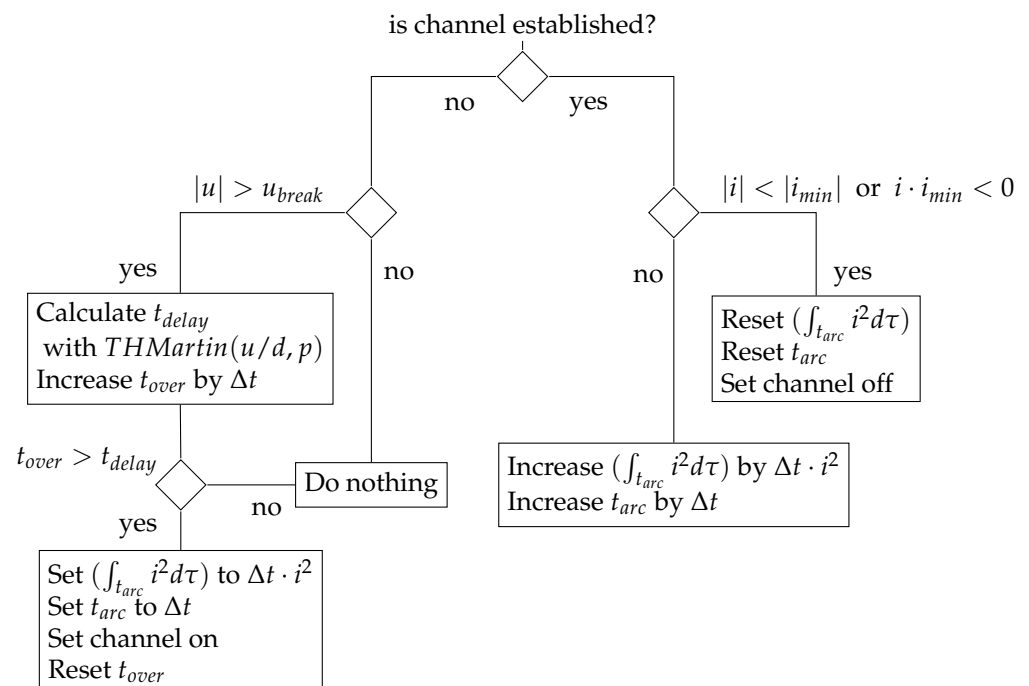 is channel established?
no
yes
|u| > u_break
|i| < |i_min| or i · i_min < 0
yes
no
no
yes
Calculate t_delay
with THMartin(u/d, p)
Increase t_over by Δt
Reset (∫_{t_arc} i²dτ)
Reset t_arc
Set channel off
t_over > t_delay
no
yes
Do nothing
Increase (∫_{t_arc} i²dτ) by Δt · i²
Increase t_arc by Δt
Set (∫_{t_arc} i²dτ) to Δt · i²
Set t_arc to Δt
Set channel on
Reset t_over